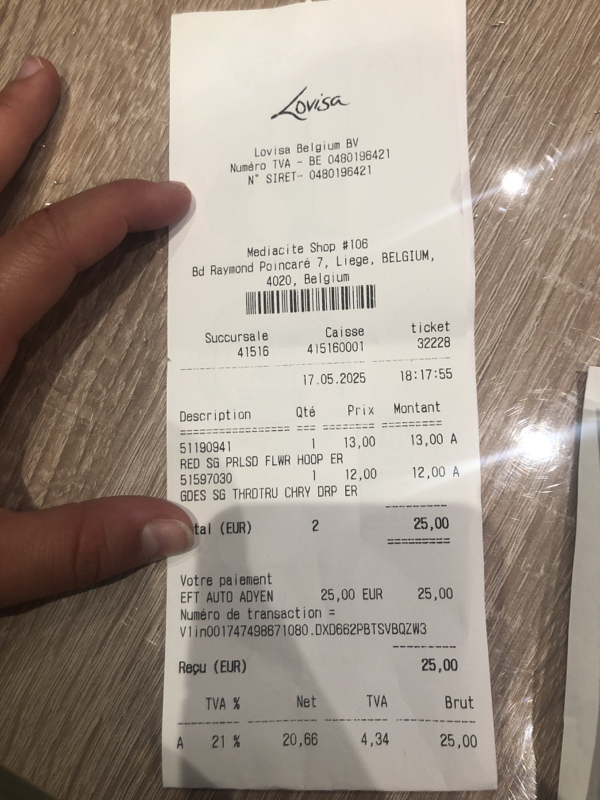 Lovisa
Lovisa Belgium BV
Numéro TVA - BE 0480196421
N° SIRET- 0480196421
Mediacite Shop #106
Bd Raymond Poincaré 7, Liege, BELGIUM,
4020, Belgium
Succursale Caisse ticket
41516 415160001 32228
17.05.2025 18:17:55
Description Qté Prix Montant
51190941 1 13,00 13,00 A
RED SG PRLSD FLWR HOOP ER
51597030 1 12,00 12,00 A
GDES SG THRDTRU CHRY DRP ER
tal (EUR) 2 25,00
Votre paiement
EFT AUTO ADYEN 25,00 EUR 25,00
Numéro de transaction =
V1in001747498671080.DXD662PBTSVBQZW3
Reçu (EUR) 25,00
TVA % Net TVA Brut
A 21 % 20,66 4,34 25,00